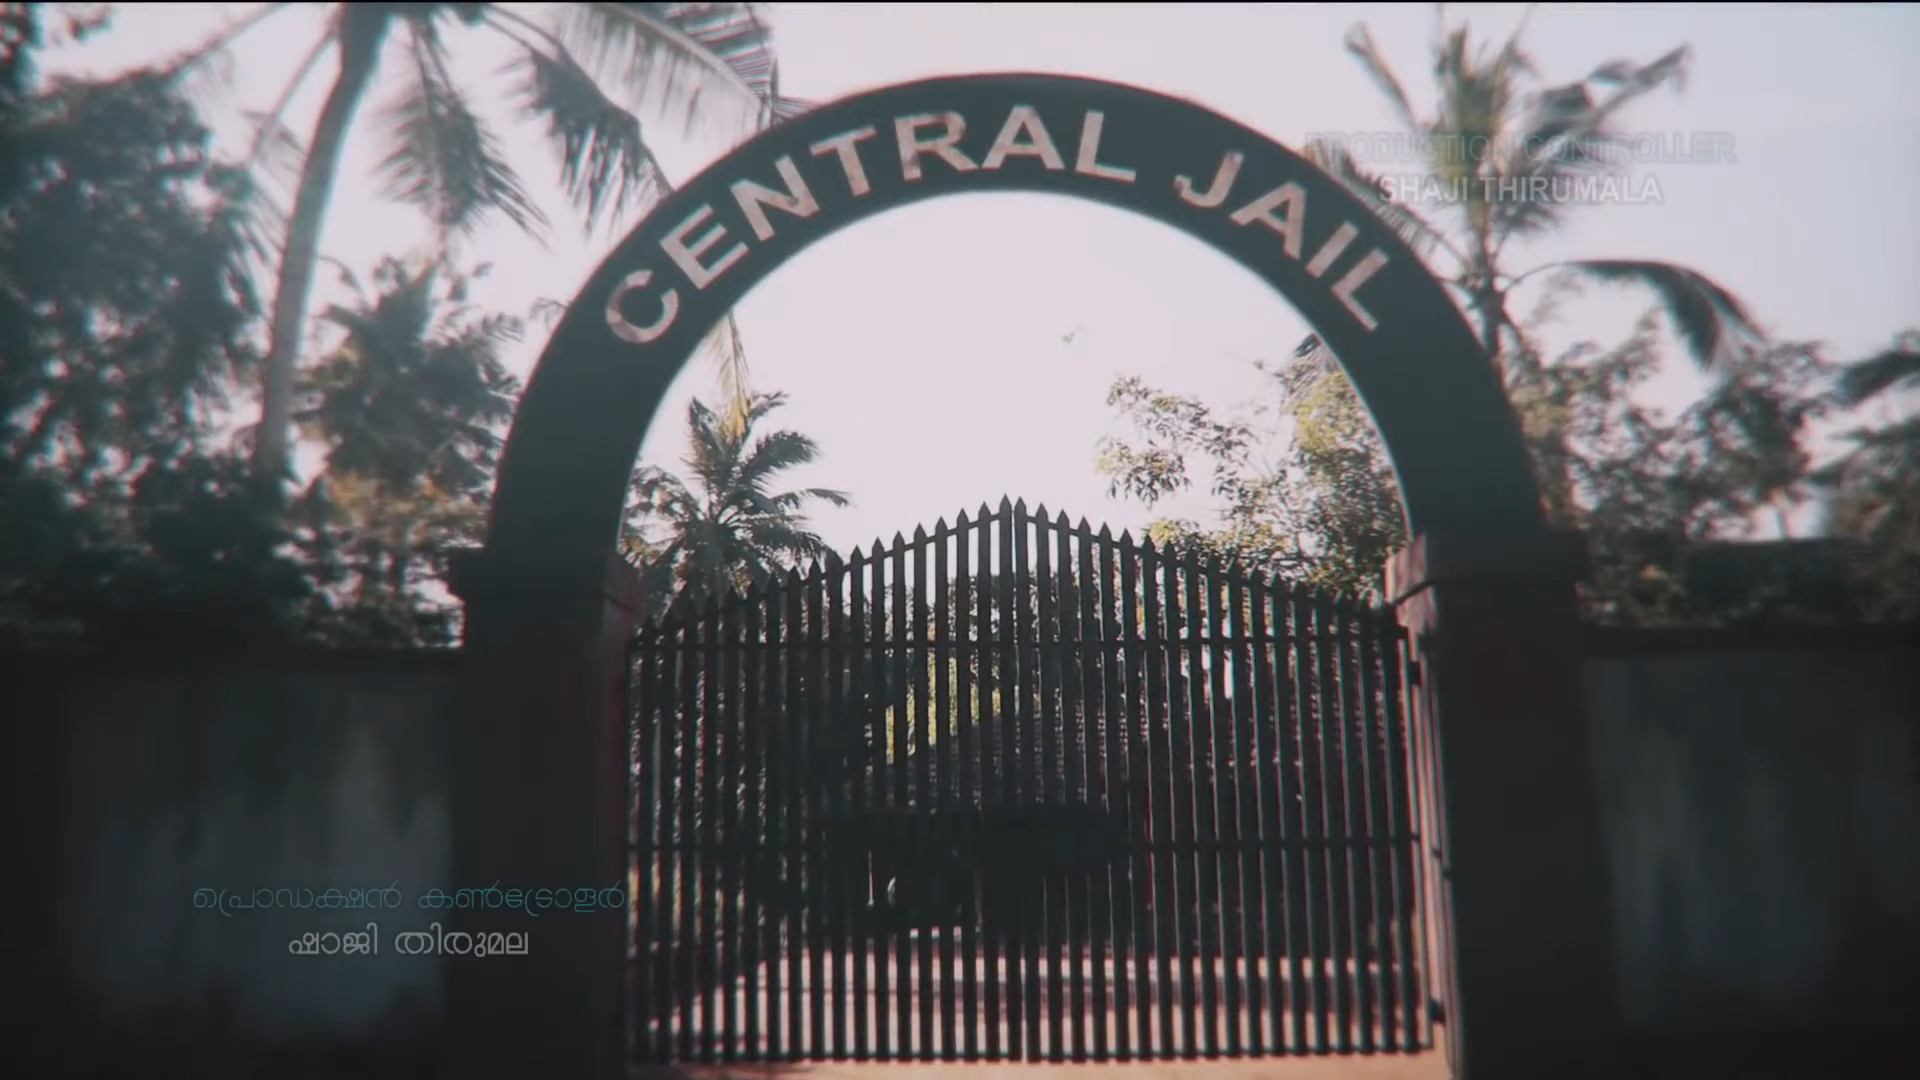 CENTRAL JAIL
PRODUCTION CONTROLLER
SHAJI THIRUMALA
പ്രൊഡക്ഷൻ കൺട്രോളർ
ഷാജി തിരുമല